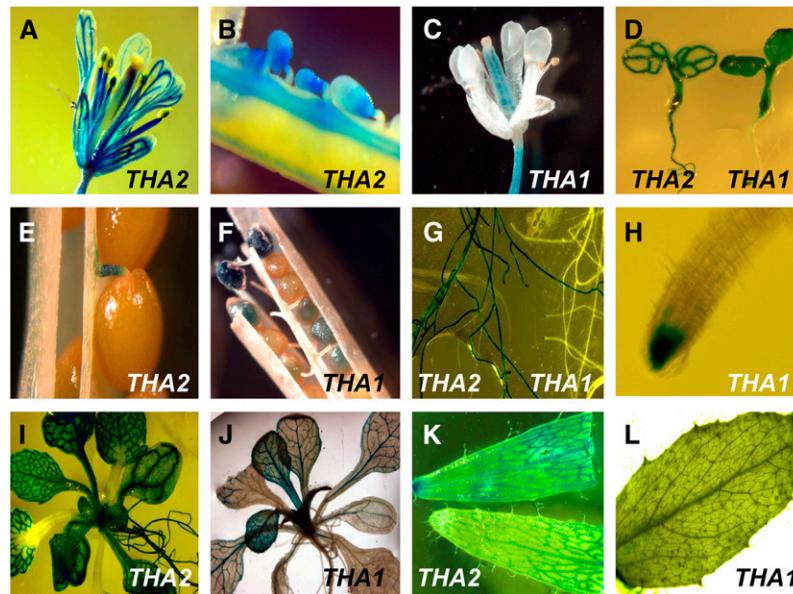 A
THA2
B
THA2
C
THA1
D
THA2 THA1
E
THA2
F
THA1
G
THA2 THA1
H
THA1
I
THA2
J
THA1
K
THA2
L
THA1